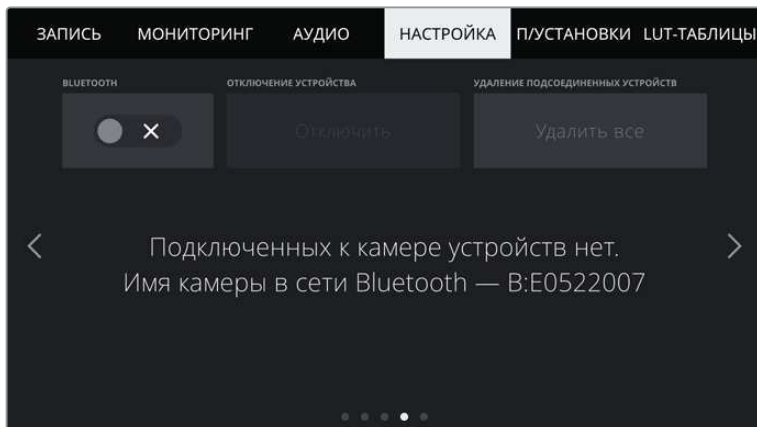 ЗАПИСЬ МОНИТОРИНГ АУДИО НАСТРОЙКА П/УСТАНОВКИ LUT-ТАБЛИЦЫ
BLUETOOTH ОТКЛЮЧЕНИЕ УСТРОЙСТВА УДАЛЕНИЕ ПОДСОЕДИНЕННЫХ УСТРОЙСТВ
Отключить Удалить все
Подключенных к камере устройств нет.
Имя камеры в сети Bluetooth — B:E0522007